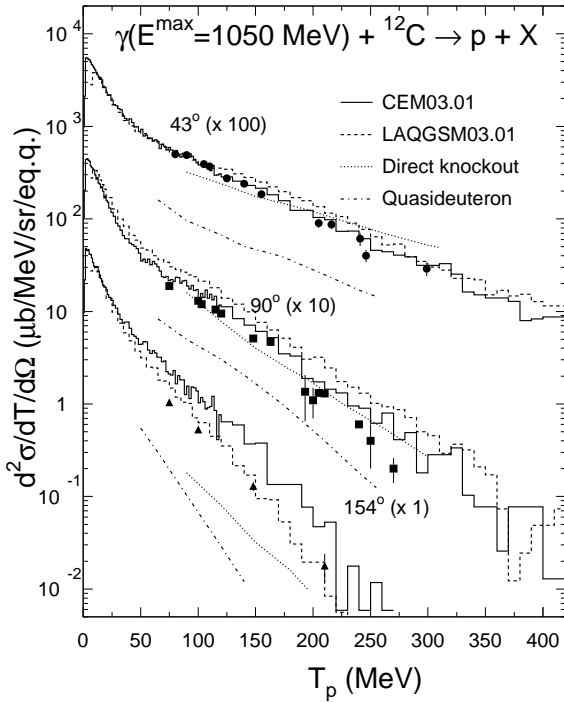 γ(E^max=1050 MeV) + ^12C → p + X
CEM03.01
LAQGSM03.01
Direct knockout
Quasideuteron
43° (x 100)
90° (x 10)
154° (x 1)
d²σ/dT/dΩ (μb/MeV/sr/eq.q.)
10^4
10^3
10^2
10
1
10^-1
10^-2
0 50 100 150 200 250 300 350 400
T_p (MeV)